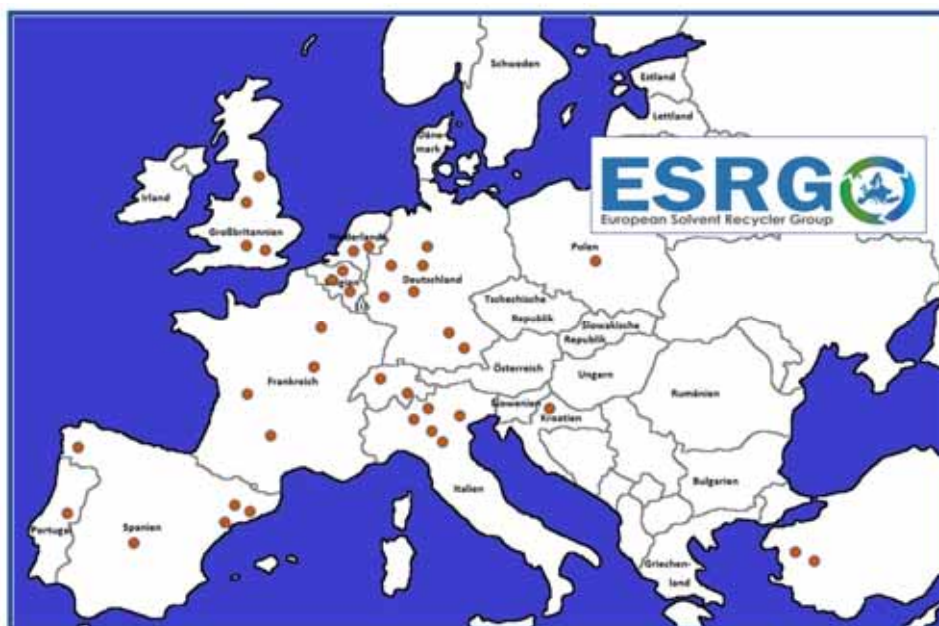 Schweden
Estland
Lettland
Däne-
mark
ESRG
European Solvent Recycler Group
Irland
Großbritannien
Niederlande
Polen
Belgien
Deutschland
Tschechische
Republik
Slowakische
Republik
Österreich
Ungarn
Frankreich
Rumänien
Slowenien
Kroatien
Bulgarien
Italien
Portugal
Spanien
Griechen-
land